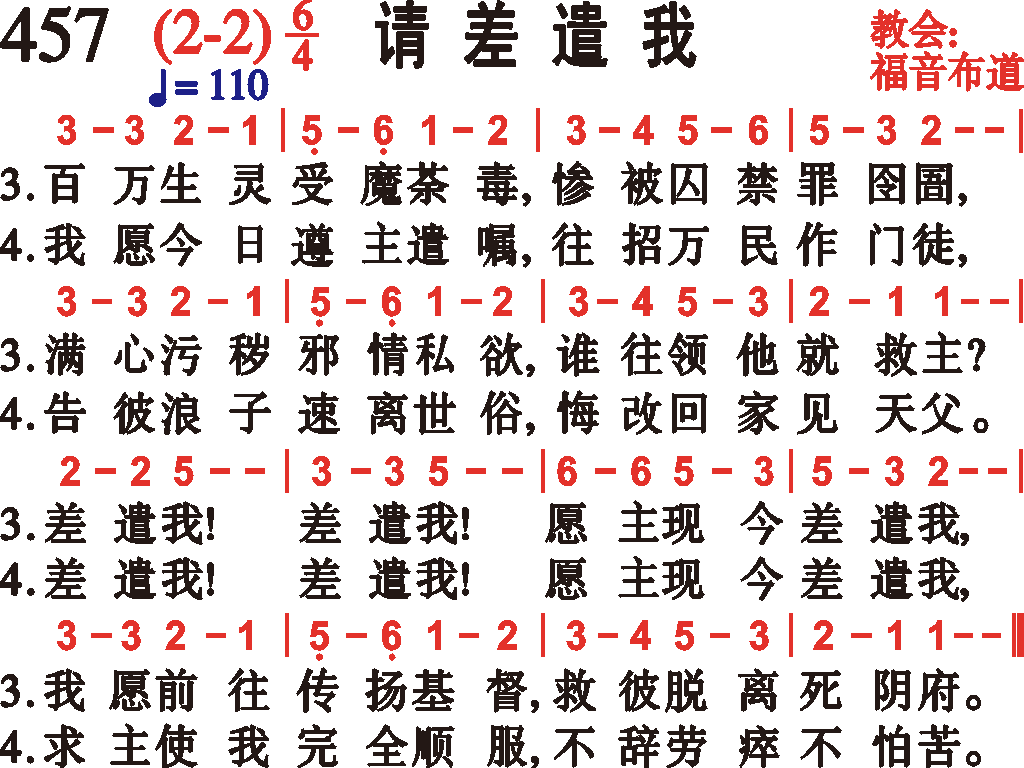 457 (2-2) 6/4 请差遣我 教会:
♩=110 福音布道
3 - 3 2 - 1 | 5̣ - 6̣ 1 - 2 | 3 - 4 5 - 6 | 5 - 3 2 - - |
3.百万生灵受魔荼毒,惨被囚禁罪囹圄,
4.我愿今日遵主遣嘱,往招万民作门徒,
3 - 3 2 - 1 | 5̣ - 6̣ 1 - 2 | 3 - 4 5 - 3 | 2 - 1 1 - - |
3.满心污秽邪情私欲,谁往领他就救主?
4.告彼浪子速离世俗,悔改回家见天父。
2 - 2 5 - - | 3 - 3 5 - - | 6 - 6 5 - 3 | 5 - 3 2 - - |
3.差遣我! 差遣我! 愿主现今差遣我,
4.差遣我! 差遣我! 愿主现今差遣我,
3 - 3 2 - 1 | 5̣ - 6̣ 1 - 2 | 3 - 4 5 - 3 | 2 - 1 1 - - ‖
3.我愿前往传扬基督,救彼脱离死阴府。
4.求主使我完全顺服,不辞劳瘁不怕苦。